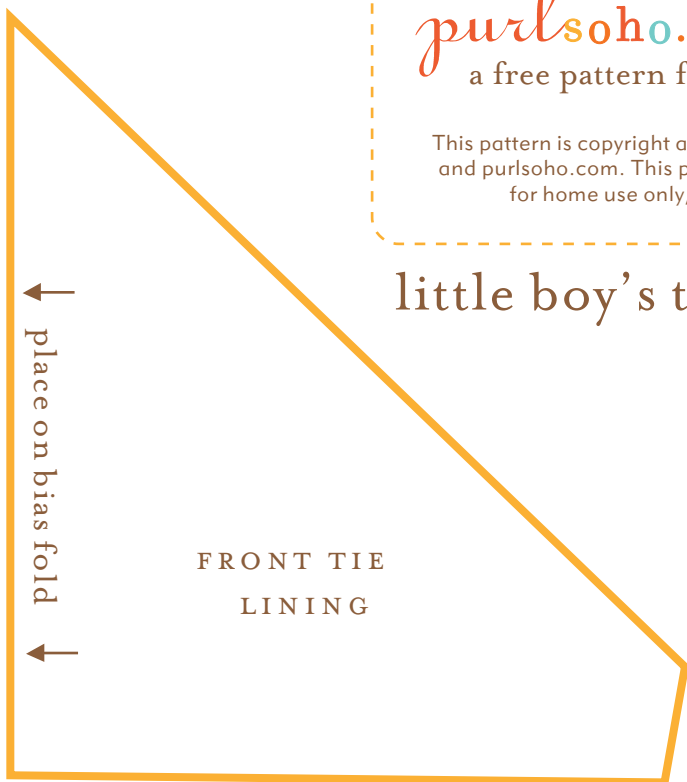 purlsoho.
a free pattern f
This pattern is copyright a
and purlsoho.com. This p
for home use only,
little boy's t
place on bias fold
FRONT TIE
LINING